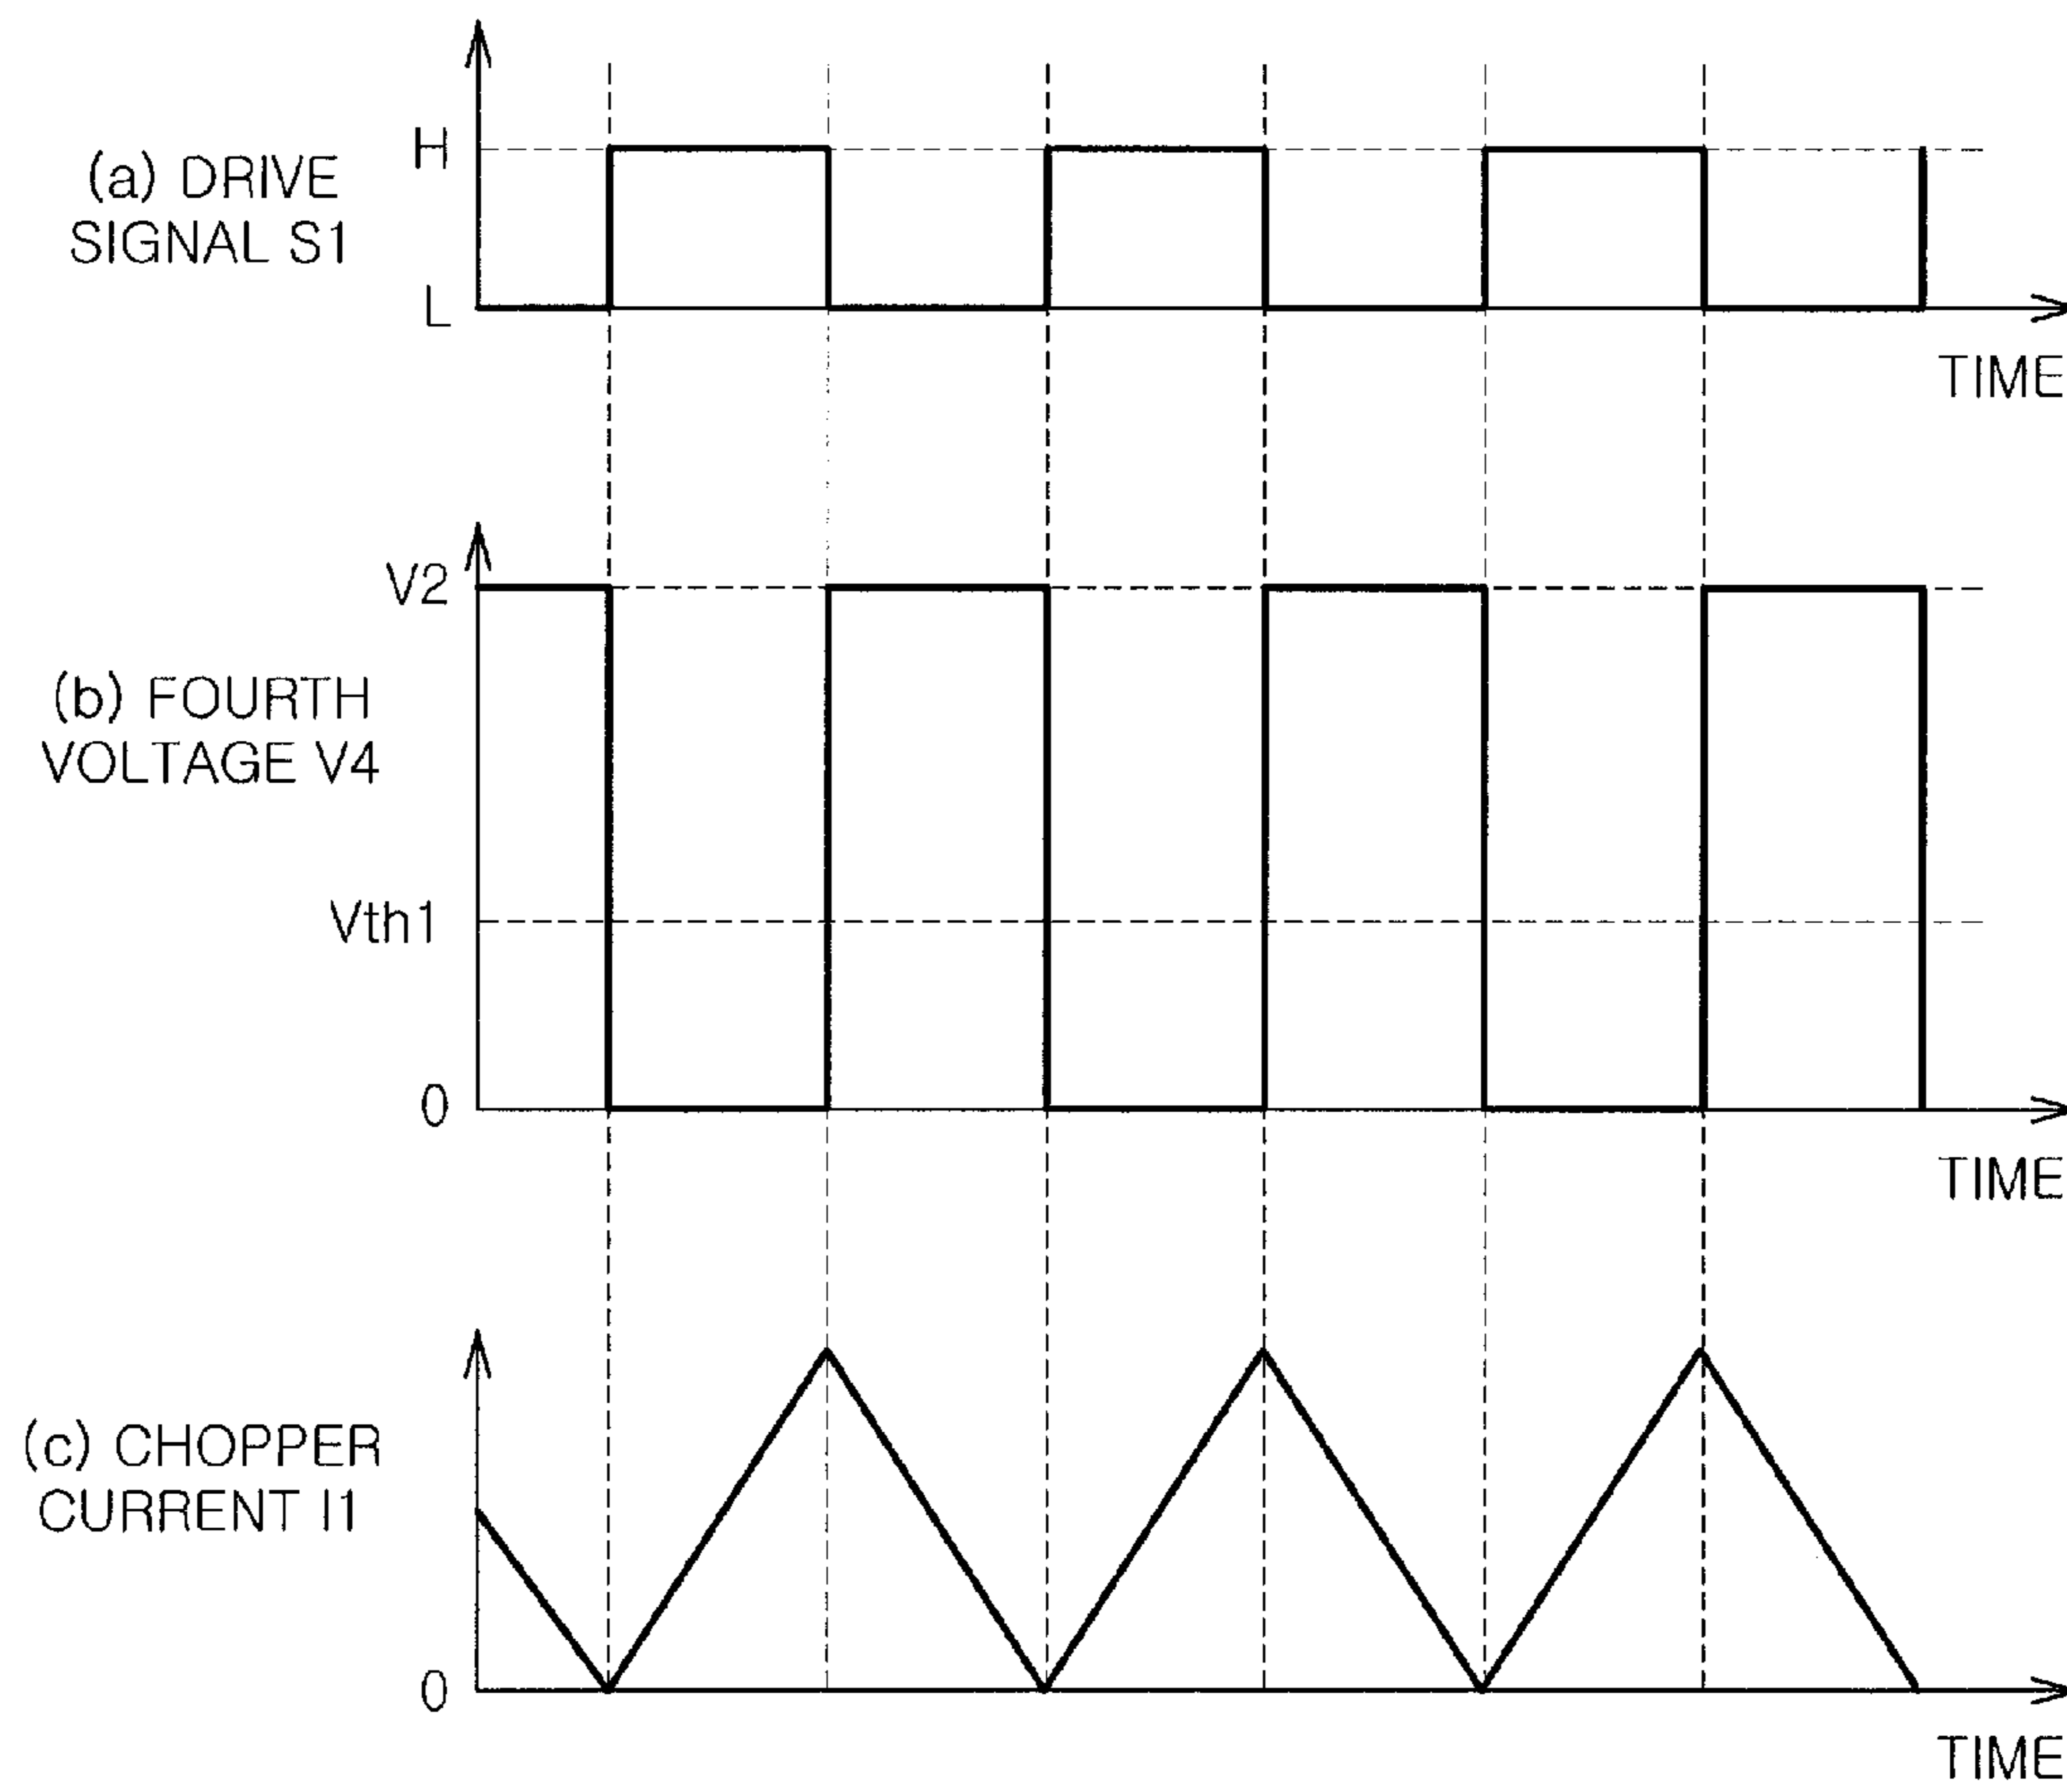 H
(a) DRIVE
SIGNAL S1
L
TIME
V2
(b) FOURTH
VOLTAGE V4
Vth1
0
TIME
(c) CHOPPER
CURRENT I1
0
TIME